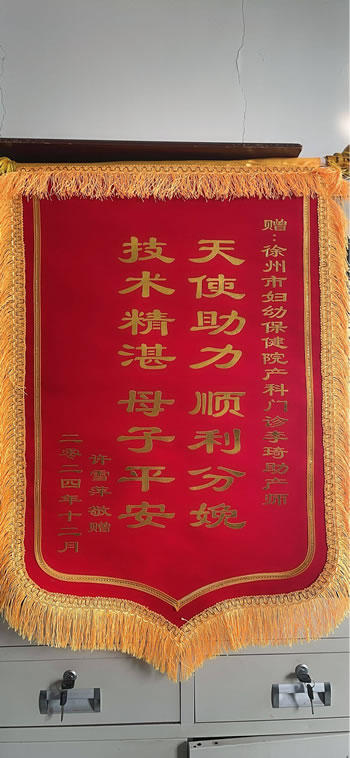 赠：徐州市妇幼保健院产科门诊李琦助产师
天使助力 顺利分娩
技术精湛 母子平安
许雪萍 敬赠
二零二四年十二月